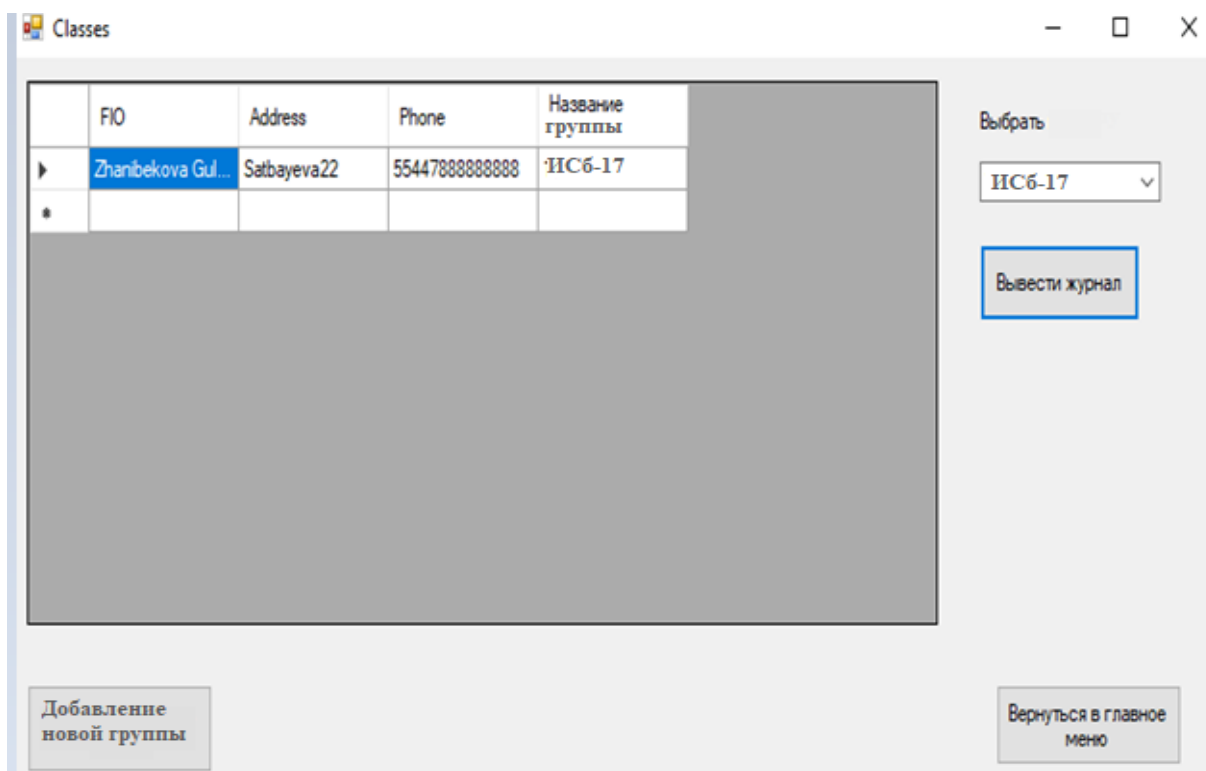 Classes
FIO Address Phone Название
группы
Zhanibekova Gul... Satbayeva22 55447888888888 ИСб-17
Выбрать
ИСб-17
Вывести журнал
Добавление
новой группы
Вернуться в главное
меню